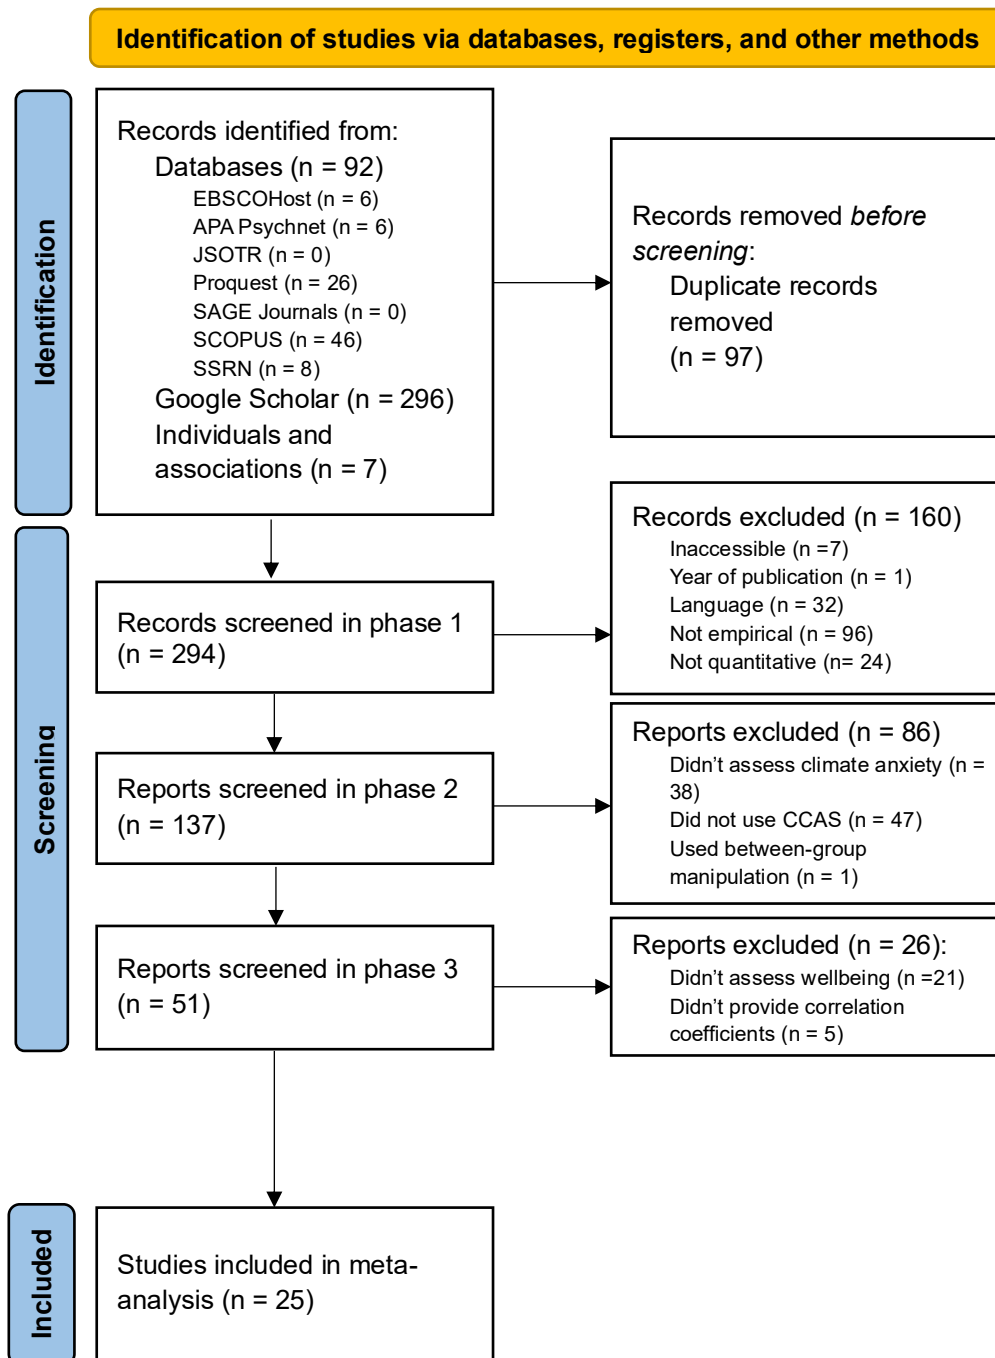 Identification of studies via databases, registers, and other methods
Identification
Records identified from:
Databases (n = 92)
EBSCOHost (n = 6)
APA Psychnet (n = 6)
JSOTR (n = 0)
Proquest (n = 26)
SAGE Journals (n = 0)
SCOPUS (n = 46)
SSRN (n = 8)
Google Scholar (n = 296)
Individuals and
associations (n = 7)
Records removed before
screening:
Duplicate records
removed
(n = 97)
Screening
Records screened in phase 1
(n = 294)
Records excluded (n = 160)
Inaccessible (n =7)
Year of publication (n = 1)
Language (n = 32)
Not empirical (n = 96)
Not quantitative (n= 24)
Reports screened in phase 2
(n = 137)
Reports excluded (n = 86)
Didn’t assess climate anxiety (n =
38)
Did not use CCAS (n = 47)
Used between-group
manipulation (n = 1)
Reports screened in phase 3
(n = 51)
Reports excluded (n = 26):
Didn’t assess wellbeing (n =21)
Didn’t provide correlation
coefficients (n = 5)
Included
Studies included in meta-
analysis (n = 25)